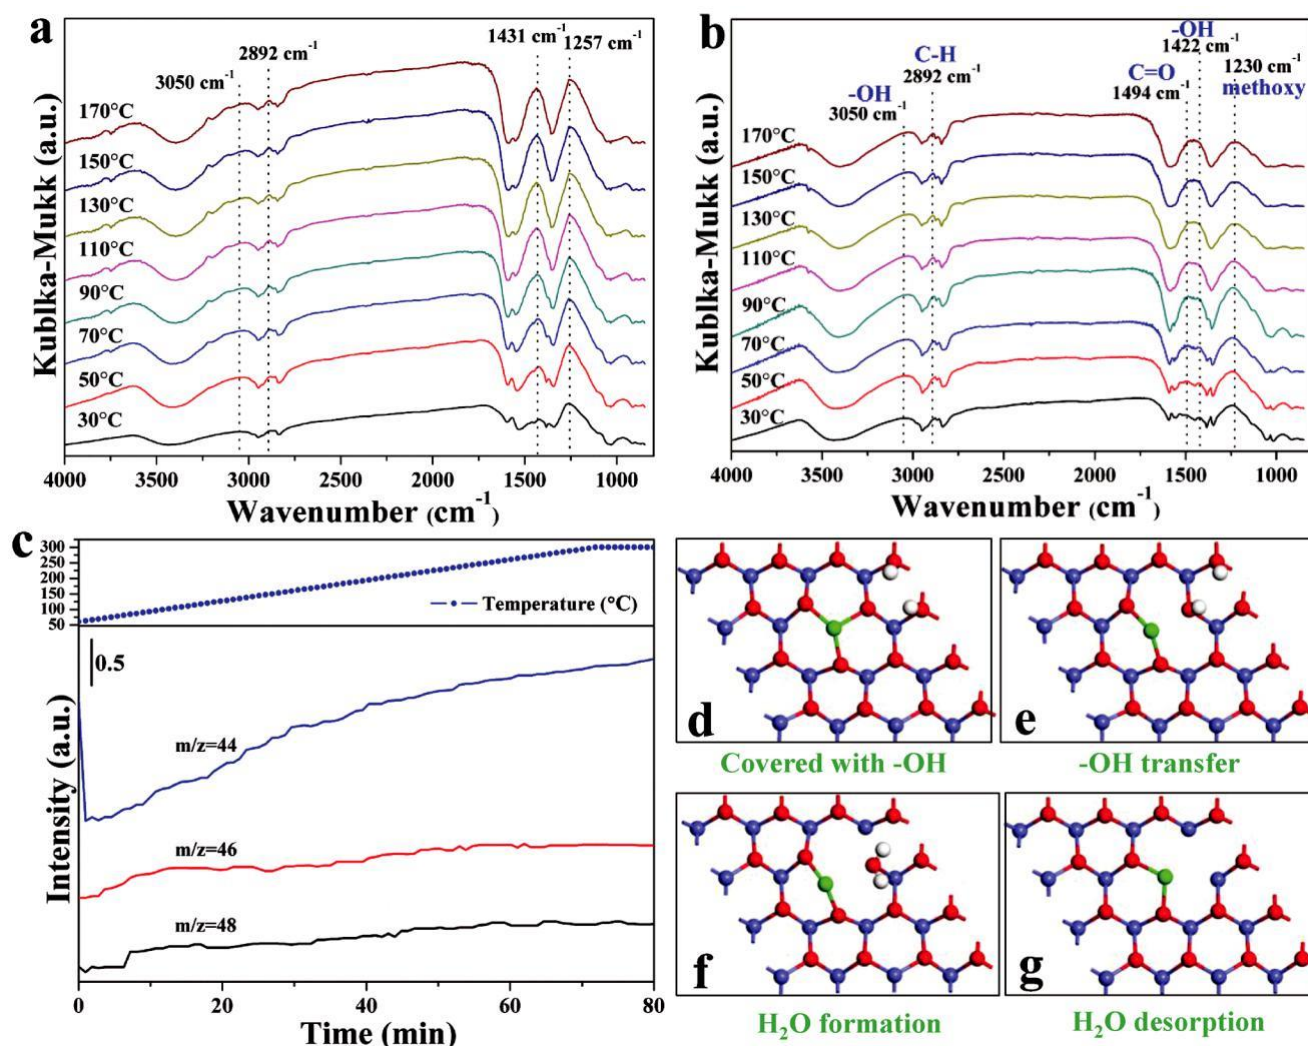 a
Kublka-Mukk (a.u.)
3050 cm⁻¹
2892 cm⁻¹
1431 cm⁻¹
1257 cm⁻¹
170°C
150°C
130°C
110°C
90°C
70°C
50°C
30°C
4000 3500 3000 2500 2000 1500 1000
Wavenumber (cm⁻¹)
b
Kublka-Mukk (a.u.)
-OH
3050 cm⁻¹
C-H
2892 cm⁻¹
C=O
1494 cm⁻¹
-OH
1422 cm⁻¹
1230 cm⁻¹
methoxy
170°C
150°C
130°C
110°C
90°C
70°C
50°C
30°C
4000 3500 3000 2500 2000 1500 1000
Wavenumber (cm⁻¹)
c
300
250
200
150
100
50
Temperature (°C)
0.5
Intensity (a.u.)
m/z=44
m/z=46
m/z=48
0 20 40 60 80
Time (min)
d
Covered with -OH
e
-OH transfer
f
H₂O formation
g
H₂O desorption